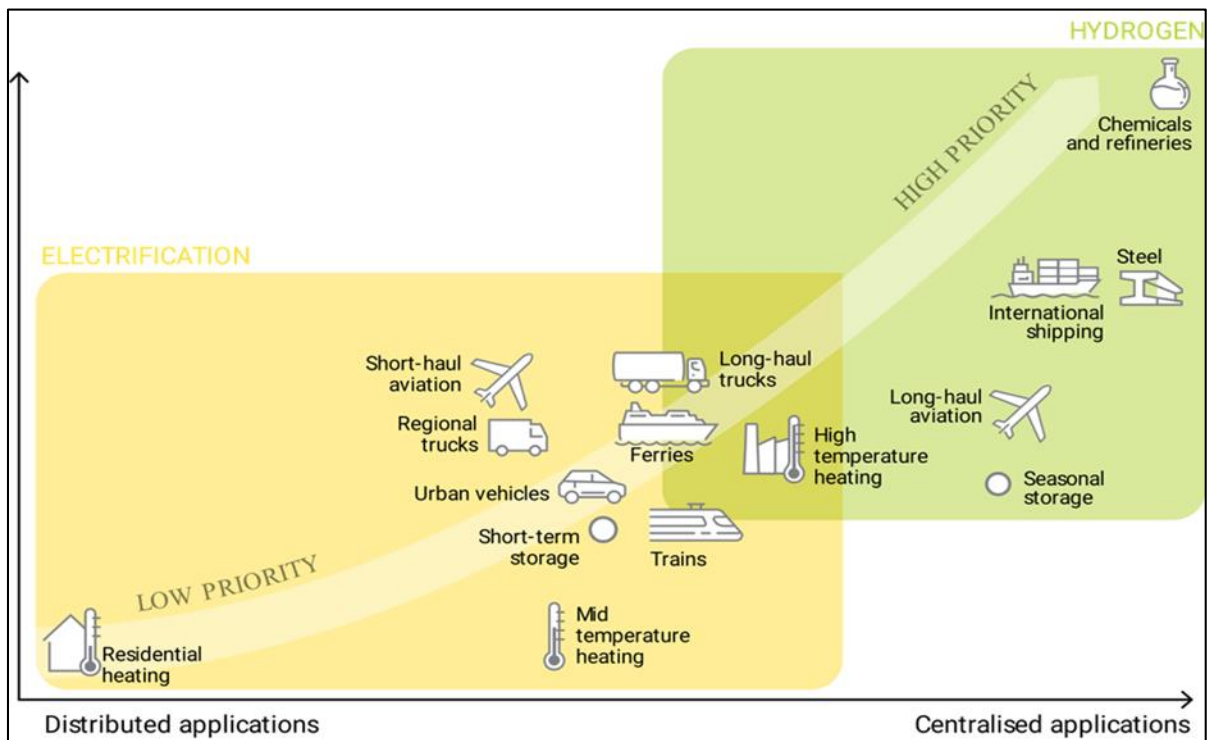 HYDROGEN
Chemicals
and refineries
HIGH PRIORITY
ELECTRIFICATION
Steel
International
shipping
Short-haul
aviation
Long-haul
trucks
Long-haul
aviation
Regional
trucks
Ferries
High
temperature
heating
Urban vehicles
Seasonal
storage
Short-term
storage
Trains
LOW PRIORITY
Mid
temperature
heating
Residential
heating
Distributed applications
Centralised applications